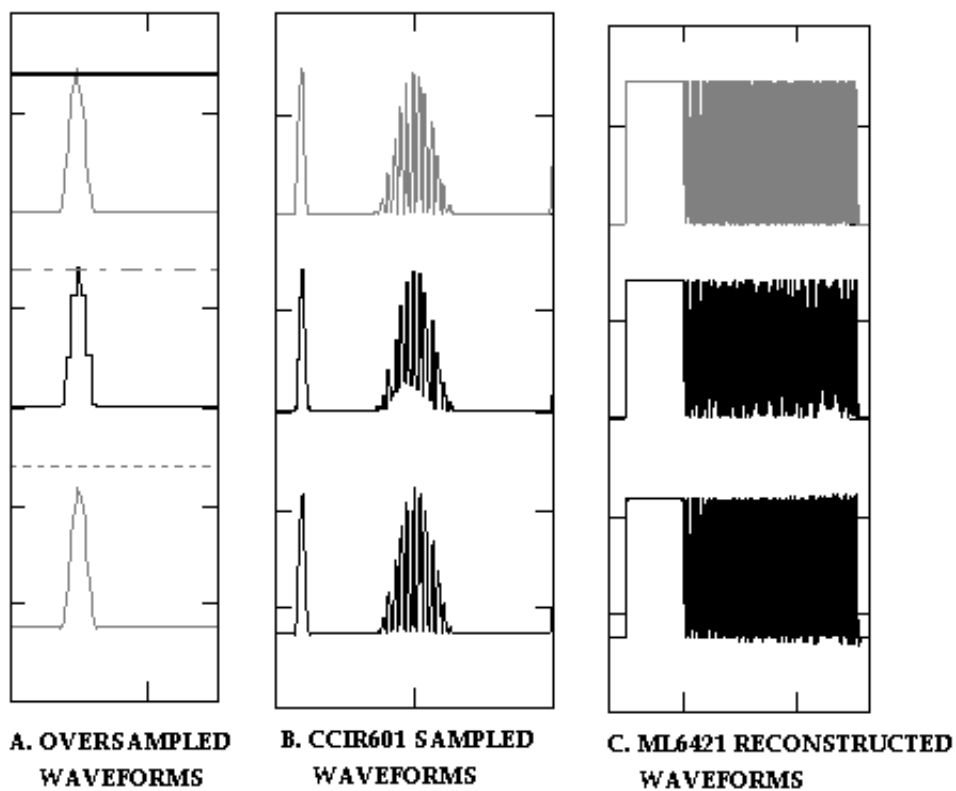 A. OVERSAMPLED
WAVEFORMS
B. CCIR601 SAMPLED
WAVEFORMS
C. ML6421 RECONSTRUCTED
WAVEFORMS